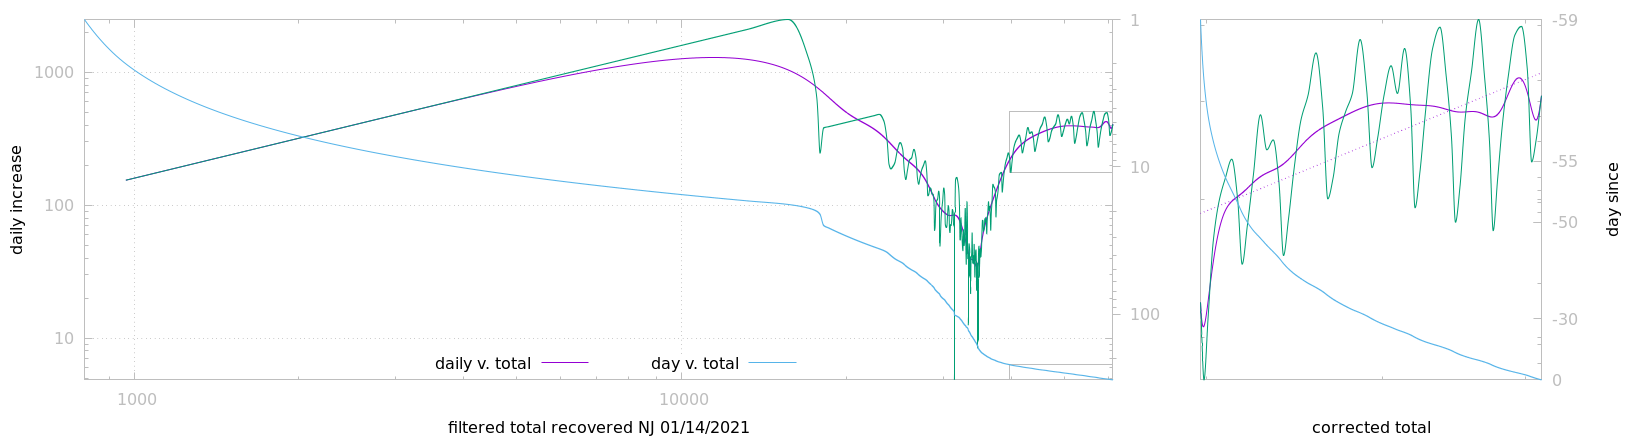 daily increase
1000
100
10
1000
10000
1
10
100
daily v. total
day v. total
filtered total recovered NJ 01/14/2021
-59
-55
-50
-30
0
day since
corrected total